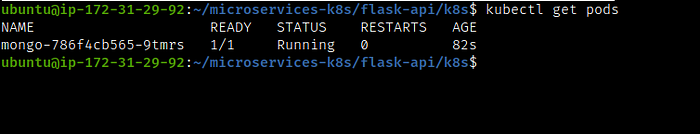 ubuntu@ip-172-31-29-92:~/microservices-k8s/flask-api/k8s$ kubectl get pods
NAME                     READY   STATUS    RESTARTS   AGE
mongo-786f4cb565-9tmrs   1/1     Running   0          82s
ubuntu@ip-172-31-29-92:~/microservices-k8s/flask-api/k8s$